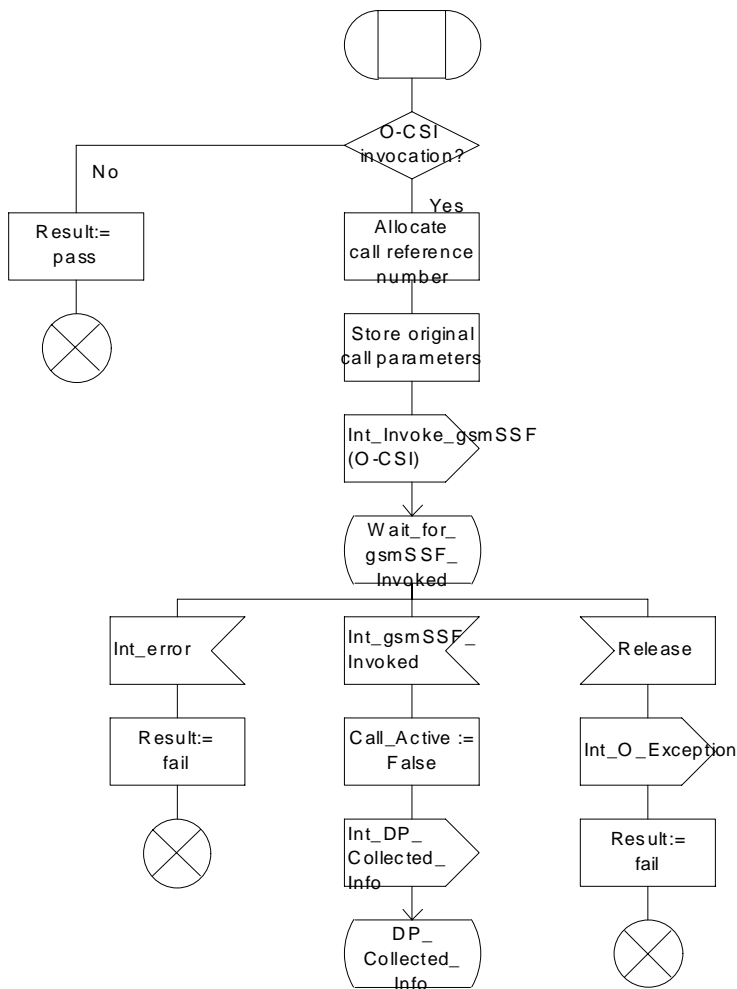 O-CSI
invocation?
No
Yes
Result:=
pass
Allocate
call reference
number
Store original
call parameters
Int_Invoke_gsmSSF
(O-CSI)
Wait_for_
gsmSSF_
Invoked
Int_error
Int_gsmSSF_
Invoked
Release
Result:=
fail
Call_Active :=
False
Int_O_Exception
Int_DP_
Collected_
Info
Result:=
fail
DP_
Collected_
Info